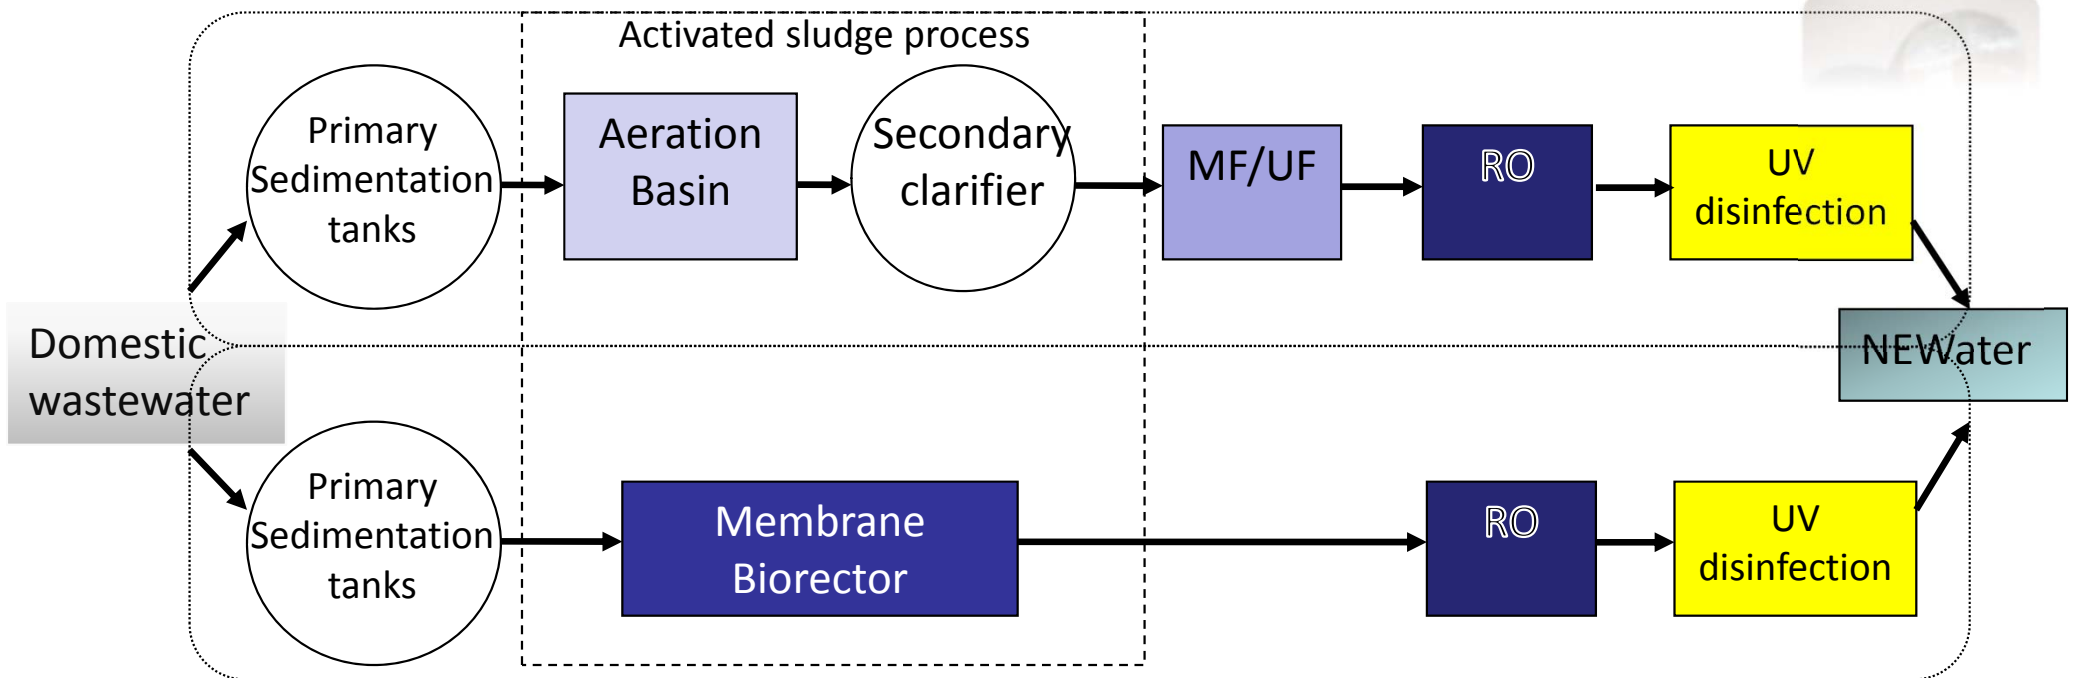 Activated sludge process
Primary
Sedimentation
tanks
Aeration
Basin
Secondary
clarifier
MF/UF
RO
UV
disinfection
Domestic
wastewater
NEWater
Primary
Sedimentation
tanks
Membrane
Biorector
RO
UV
disinfection